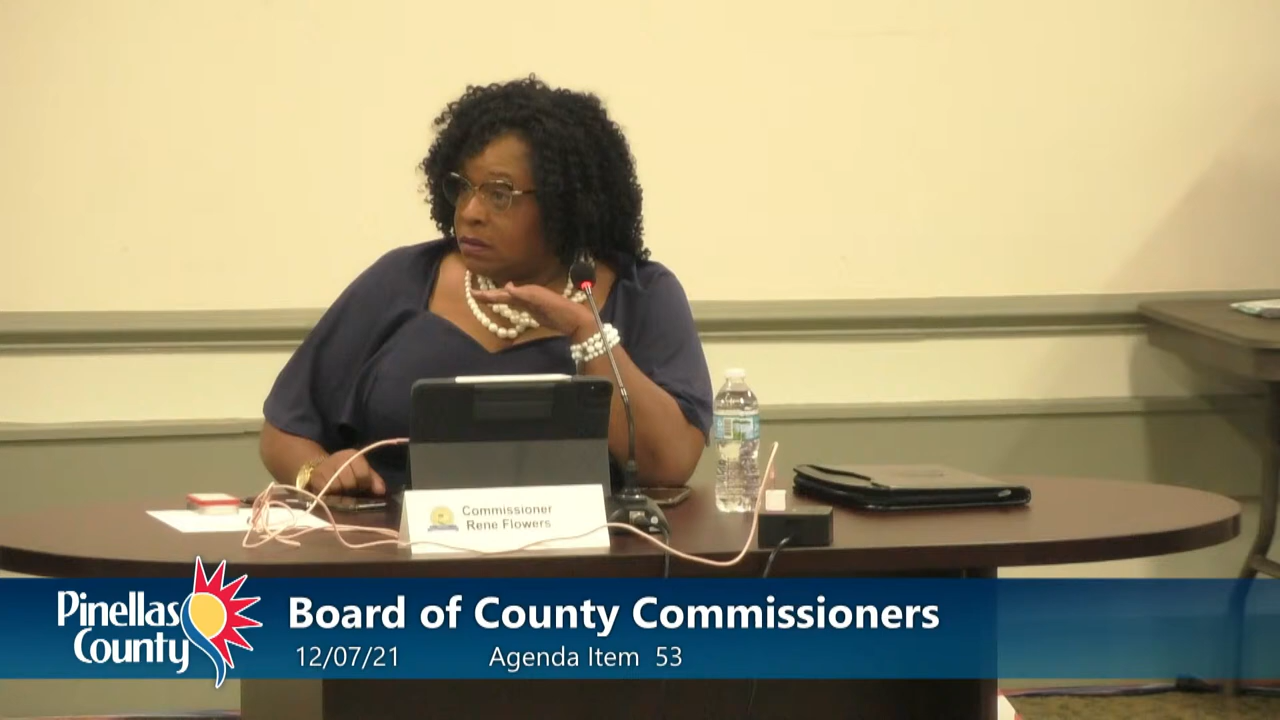 Commissioner
Rene Flowers
Pinellas
County
Board of County Commissioners
12/07/21 Agenda Item 53